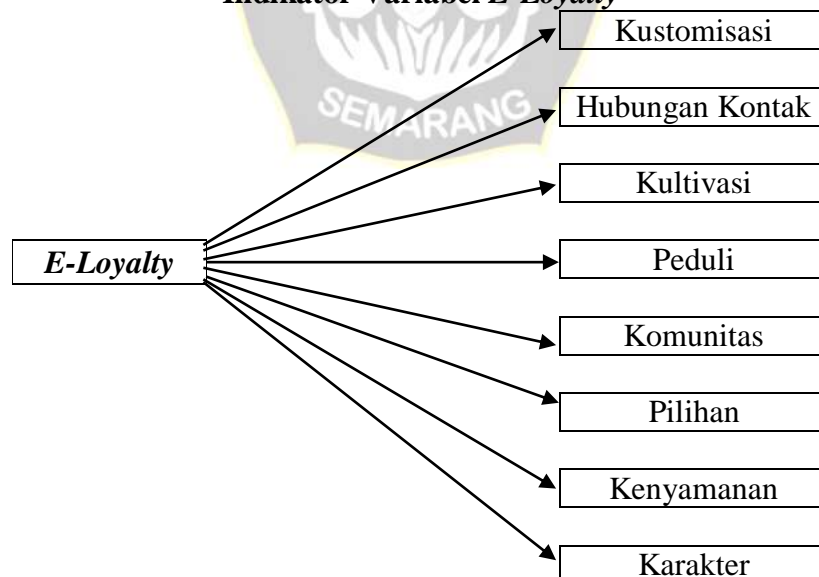 Indikator Variabel E-Loyalty
Kustomisasi
SEMARANG
Hubungan Kontak
Kultivasi
E-Loyalty
Peduli
Komunitas
Pilihan
Kenyamanan
Karakter